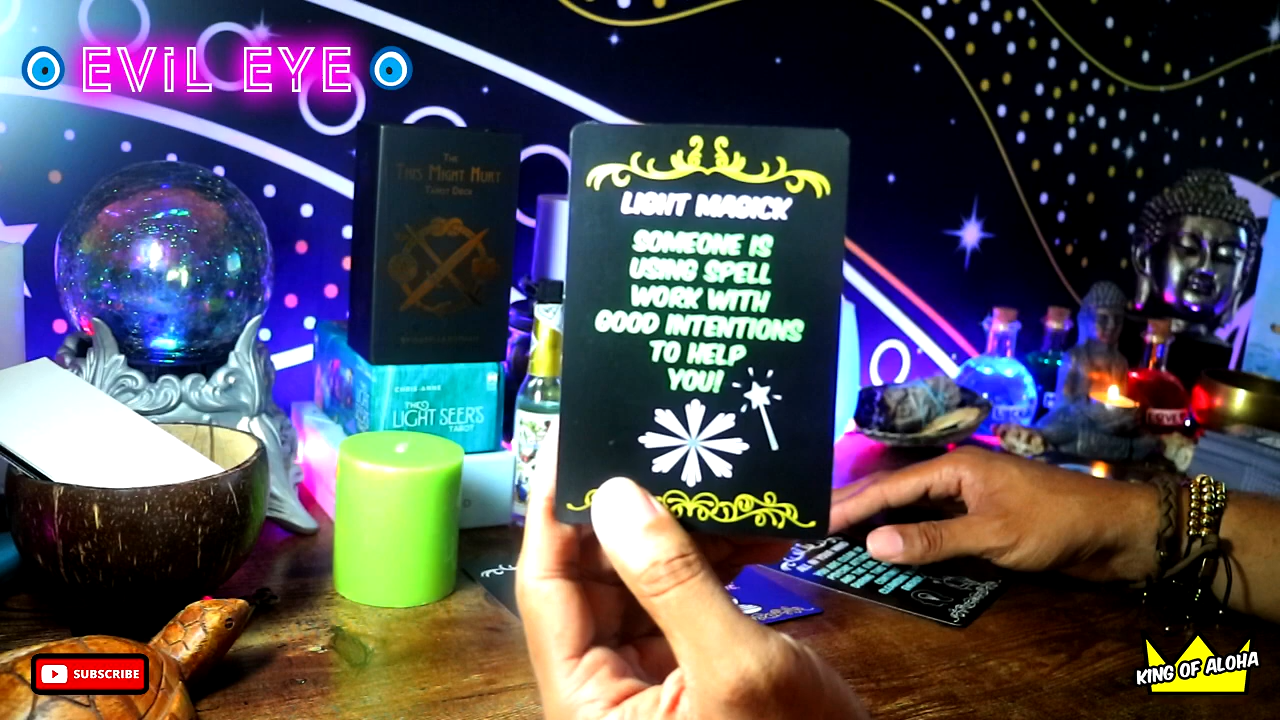 EViL EYE
THE
THIS MIGHT HURT
TAROT DECK
LIGHT MAGICK
SOMEONE IS
USING SPELL
WORK WITH
GOOD INTENTIONS
TO HELP
YOU!
CHRIS-ANNE
THE
LIGHT SEER'S
TAROT
SUBSCRIBE
KING OF ALOHA